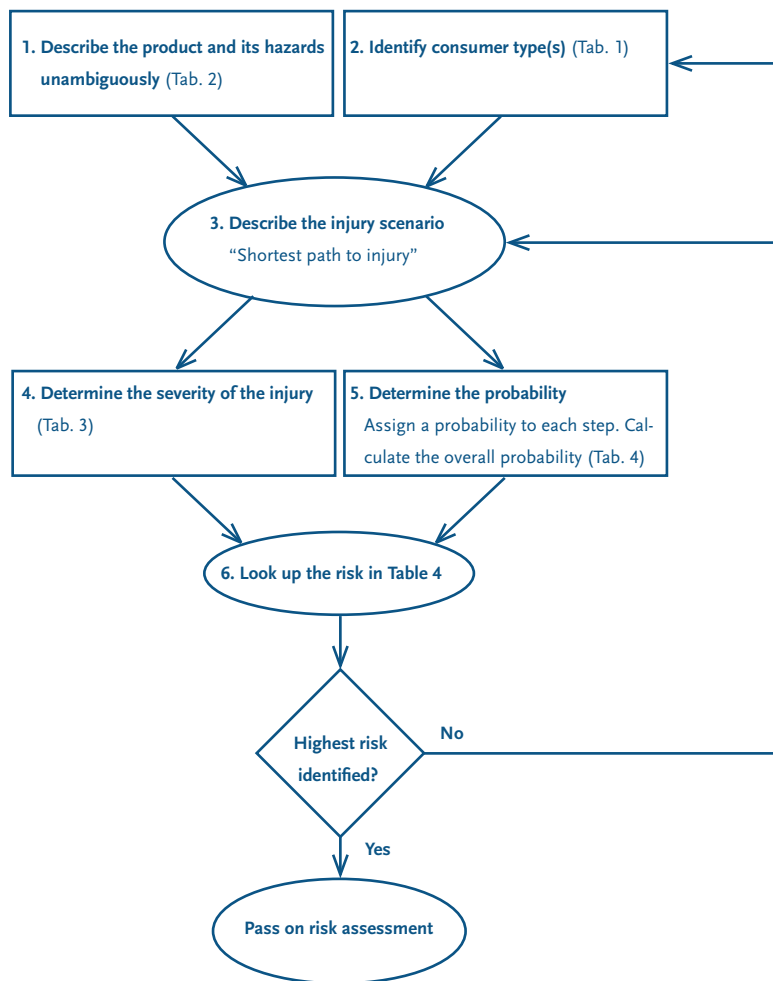 1. Describe the product and its hazards
unambiguously (Tab. 2)
2. Identify consumer type(s) (Tab. 1)
3. Describe the injury scenario
“Shortest path to injury”
4. Determine the severity of the injury
(Tab. 3)
5. Determine the probability
Assign a probability to each step. Cal-
culate the overall probability (Tab. 4)
6. Look up the risk in Table 4
Highest risk
identified?
No
Yes
Pass on risk assessment